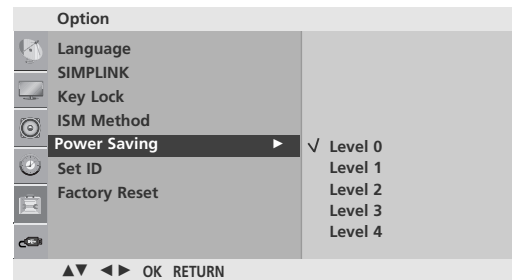 Option
Language
SIMPLINK
Key Lock
ISM Method
Power Saving ►
Set ID
Factory Reset
√ Level 0
Level 1
Level 2
Level 3
Level 4
▲▼ ◄► OK RETURN